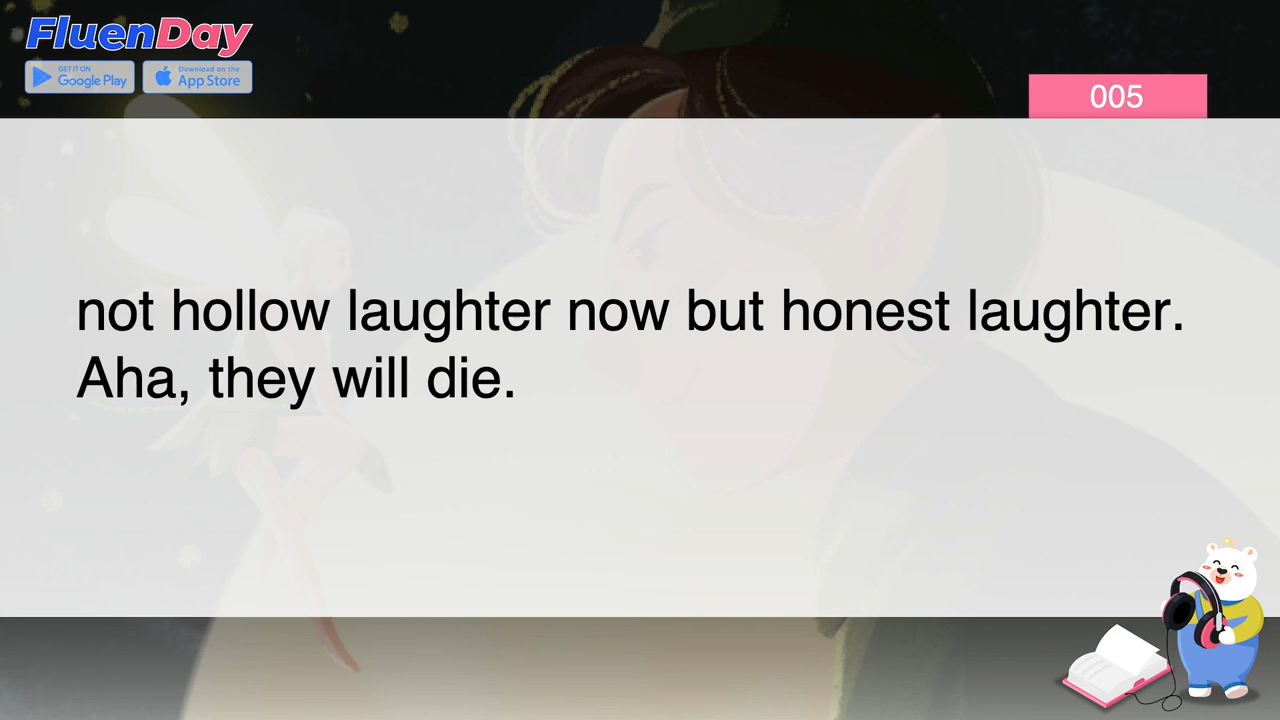 FluenDay
GET IT ON
Google Play
Download on the
App Store
005
not hollow laughter now but honest laughter.
Aha, they will die.